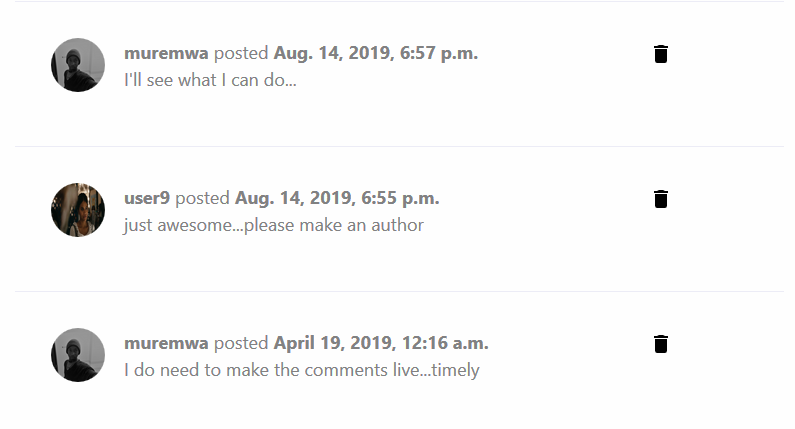 muremwa posted Aug. 14, 2019, 6:57 p.m.
I'll see what I can do...
user9 posted Aug. 14, 2019, 6:55 p.m.
just awesome...please make an author
muremwa posted April 19, 2019, 12:16 a.m.
I do need to make the comments live...timely